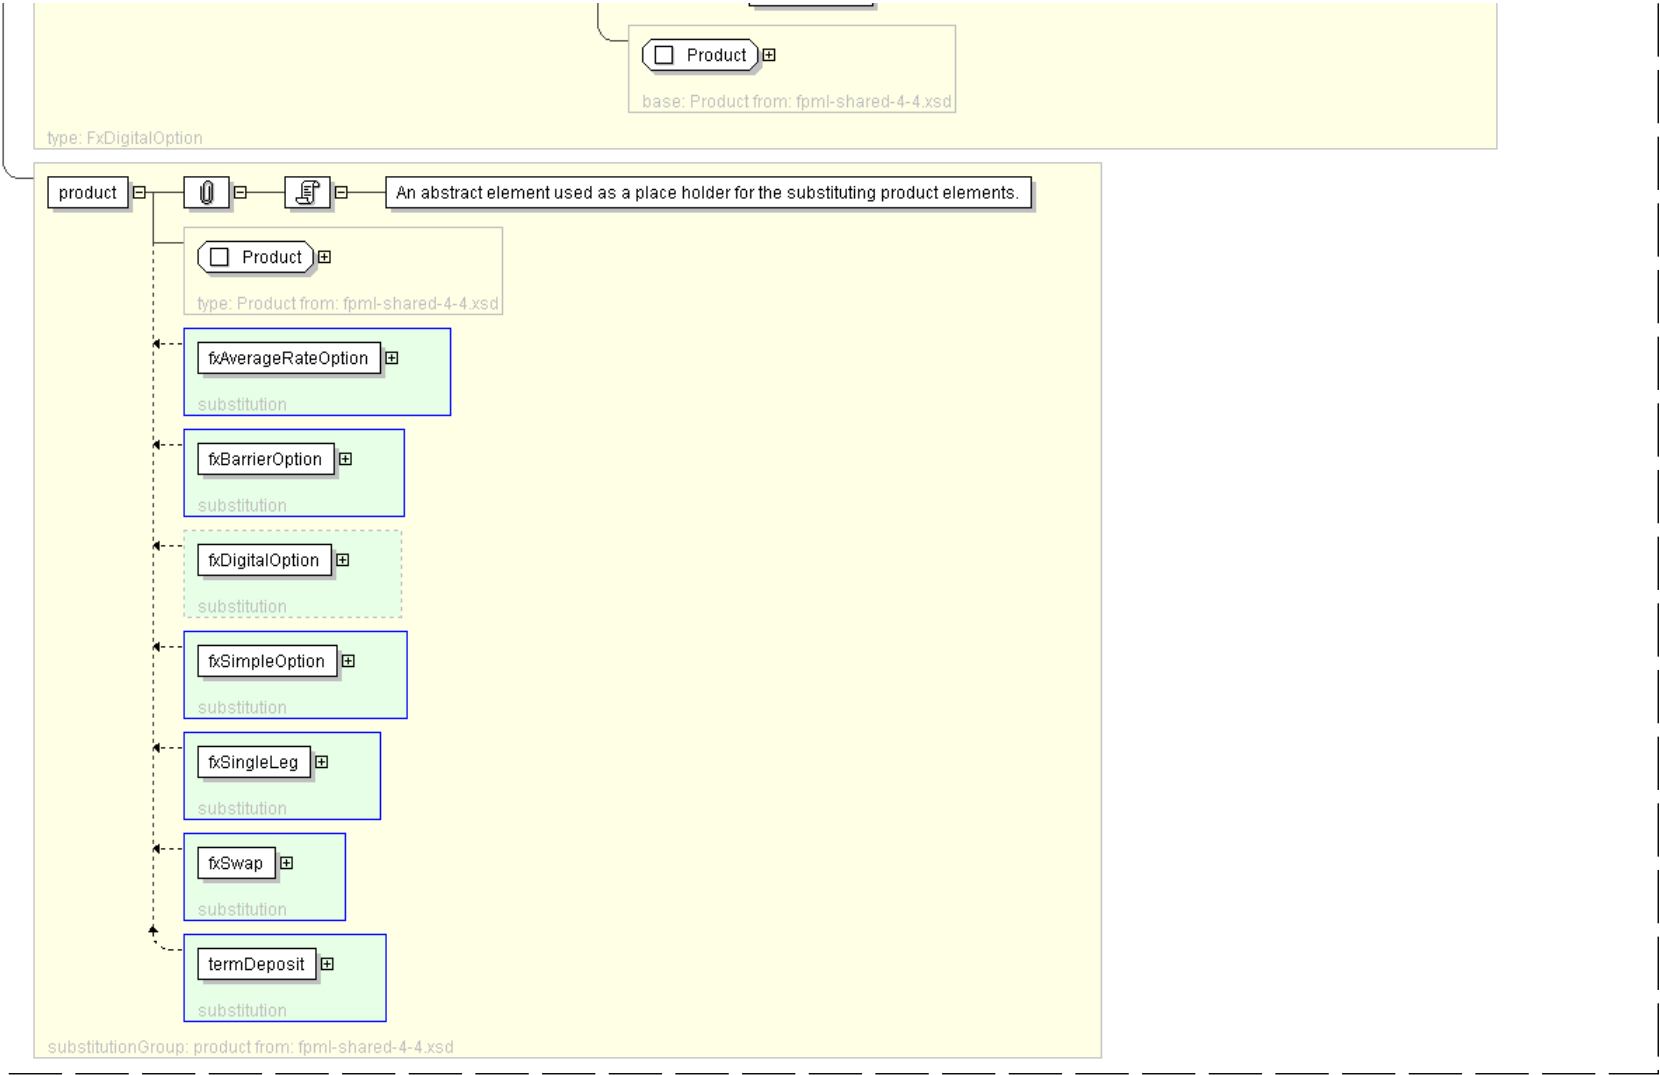 Product
base: Product from: fpml-shared-4-4.xsd
type: FxDigitalOption
product
An abstract element used as a place holder for the substituting product elements.
Product
type: Product from: fpml-shared-4-4.xsd
fxAverageRateOption
substitution
fxBarrierOption
substitution
fxDigitalOption
substitution
fxSimpleOption
substitution
fxSingleLeg
substitution
fxSwap
substitution
termDeposit
substitution
substitutionGroup: product from: fpml-shared-4-4.xsd